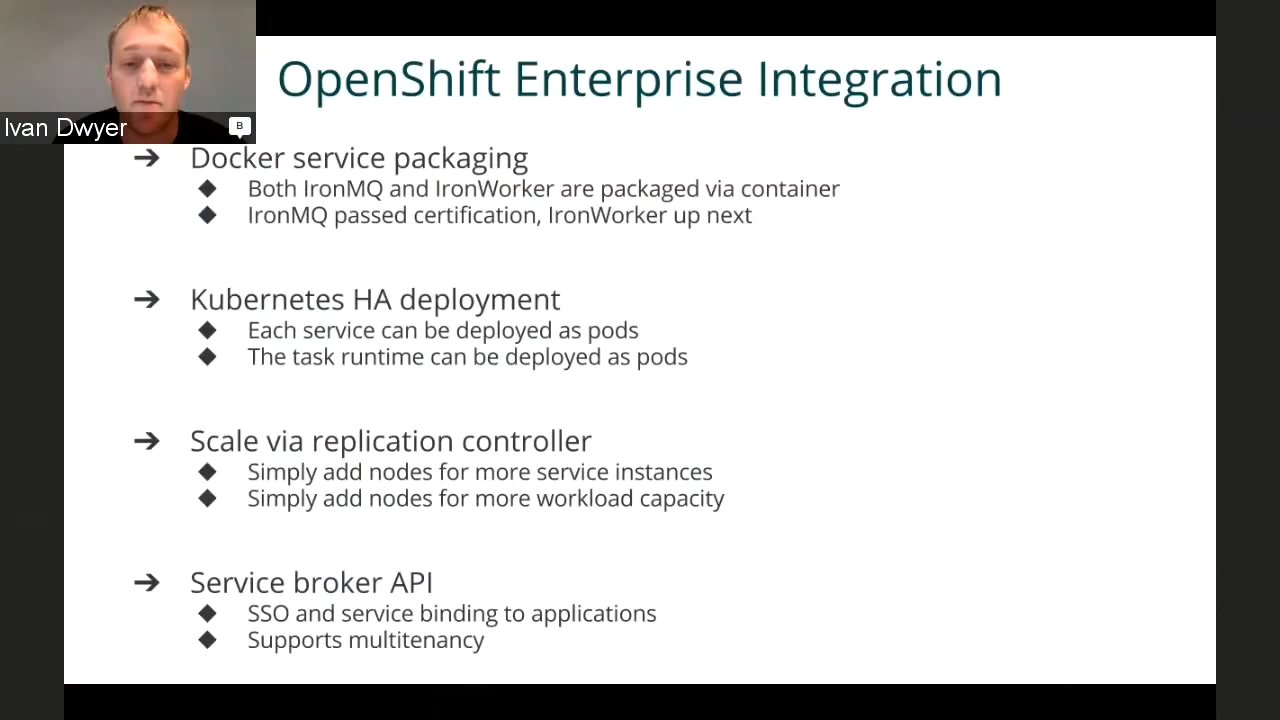 OpenShift Enterprise Integration
Ivan Dwyer
B
➔ Docker service packaging
◆ Both IronMQ and IronWorker are packaged via container
◆ IronMQ passed certification, IronWorker up next
➔ Kubernetes HA deployment
◆ Each service can be deployed as pods
◆ The task runtime can be deployed as pods
➔ Scale via replication controller
◆ Simply add nodes for more service instances
◆ Simply add nodes for more workload capacity
➔ Service broker API
◆ SSO and service binding to applications
◆ Supports multitenancy